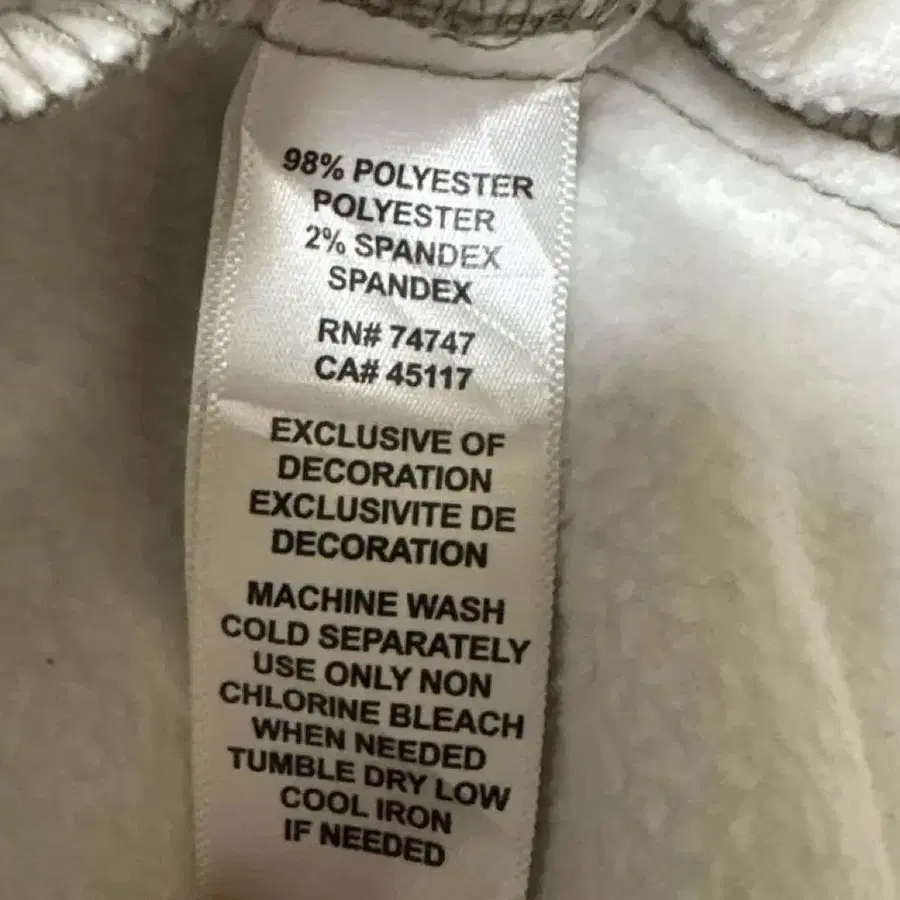 98% POLYESTER
POLYESTER
2% SPANDEX
SPANDEX
RN# 74747
CA# 45117
EXCLUSIVE OF
DECORATION
EXCLUSIVITE DE
DECORATION
MACHINE WASH
COLD SEPARATELY
USE ONLY NON
CHLORINE BLEACH
WHEN NEEDED
TUMBLE DRY LOW
COOL IRON
IF NEEDED